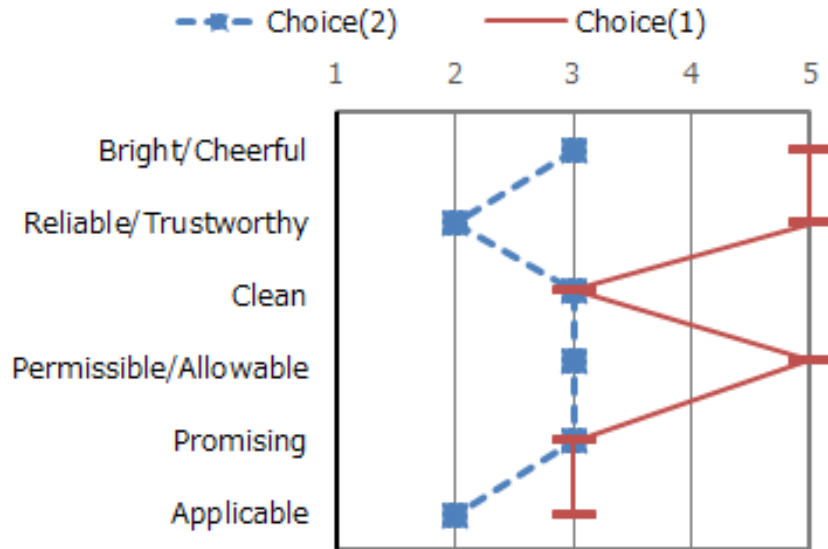 Choice(2) Choice(1)
1 2 3 4 5
Bright/Cheerful
Reliable/Trustworthy
Clean
Permissible/Allowable
Promising
Applicable